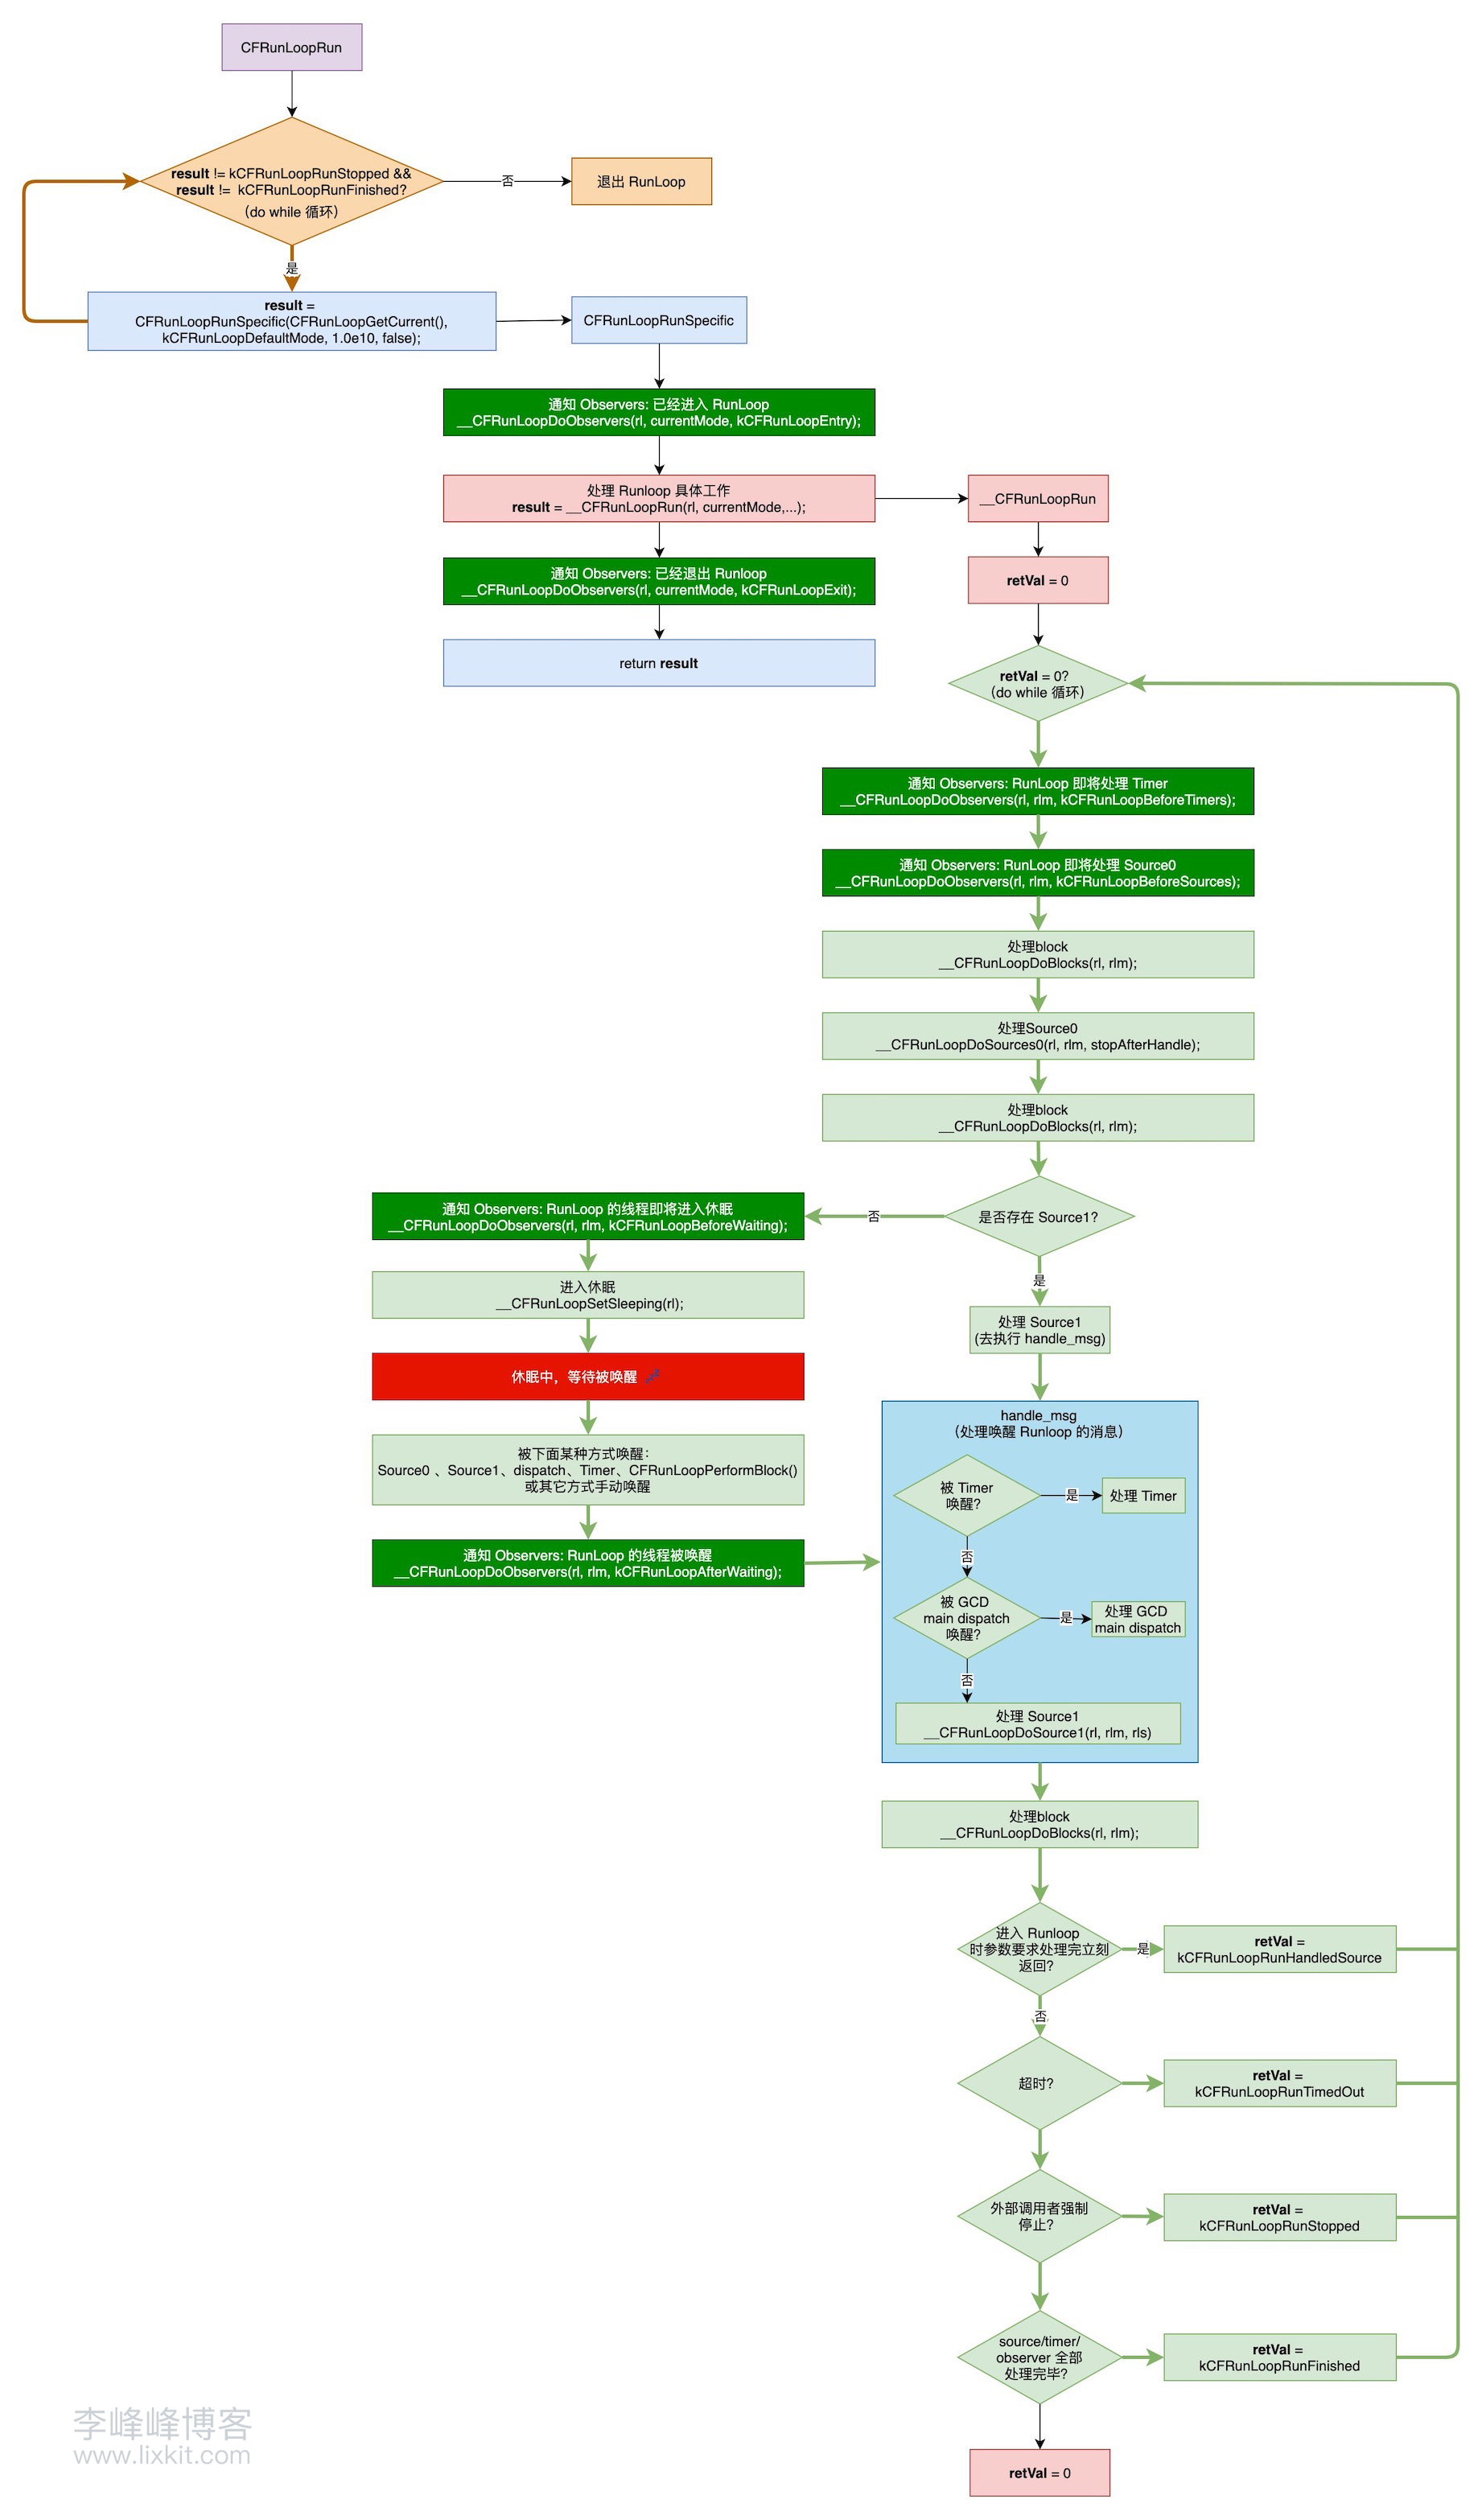 CFRunLoopRun
result != kCFRunLoopRunStopped &&
result != kCFRunLoopRunFinished?
（do while 循环）
否
退出 RunLoop
是
result =
CFRunLoopRunSpecific(CFRunLoopGetCurrent(),
kCFRunLoopDefaultMode, 1.0e10, false);
CFRunLoopRunSpecific
通知 Observers: 已经进入 RunLoop
__CFRunLoopDoObservers(rl, currentMode, kCFRunLoopEntry);
处理 Runloop 具体工作
result = __CFRunLoopRun(rl, currentMode,...);
__CFRunLoopRun
通知 Observers: 已经退出 Runloop
__CFRunLoopDoObservers(rl, currentMode, kCFRunLoopExit);
retVal = 0
return result
retVal = 0?
（do while 循环）
通知 Observers: RunLoop 即将处理 Timer
__CFRunLoopDoObservers(rl, rlm, kCFRunLoopBeforeTimers);
通知 Observers: RunLoop 即将处理 Source0
__CFRunLoopDoObservers(rl, rlm, kCFRunLoopBeforeSources);
处理block
__CFRunLoopDoBlocks(rl, rlm);
处理Source0
__CFRunLoopDoSources0(rl, rlm, stopAfterHandle);
处理block
__CFRunLoopDoBlocks(rl, rlm);
是否存在 Source1?
否
通知 Observers: RunLoop 的线程即将进入休眠
__CFRunLoopDoObservers(rl, rlm, kCFRunLoopBeforeWaiting);
进入休眠
__CFRunLoopSetSleeping(rl);
休眠中，等待被唤醒 💤
被下面某种方式唤醒：
Source0 、Source1、dispatch、Timer、CFRunLoopPerformBlock()
或其它方式手动唤醒
通知 Observers: RunLoop 的线程被唤醒
__CFRunLoopDoObservers(rl, rlm, kCFRunLoopAfterWaiting);
是
处理 Source1
(去执行 handle_msg)
handle_msg
（处理唤醒 Runloop 的消息）
被 Timer
唤醒?
是
处理 Timer
否
被 GCD
main dispatch
唤醒?
是
处理 GCD
main dispatch
否
处理 Source1
__CFRunLoopDoSource1(rl, rlm, rls)
处理block
__CFRunLoopDoBlocks(rl, rlm);
进入 Runloop
时参数要求处理完立刻
返回?
是
retVal =
kCFRunLoopRunHandledSource
否
超时?
retVal =
kCFRunLoopRunTimedOut
外部调用者强制
停止?
retVal =
kCFRunLoopRunStopped
source/timer/
observer 全部
处理完毕?
retVal =
kCFRunLoopRunFinished
retVal = 0
李峰峰博客
www.lixkit.com